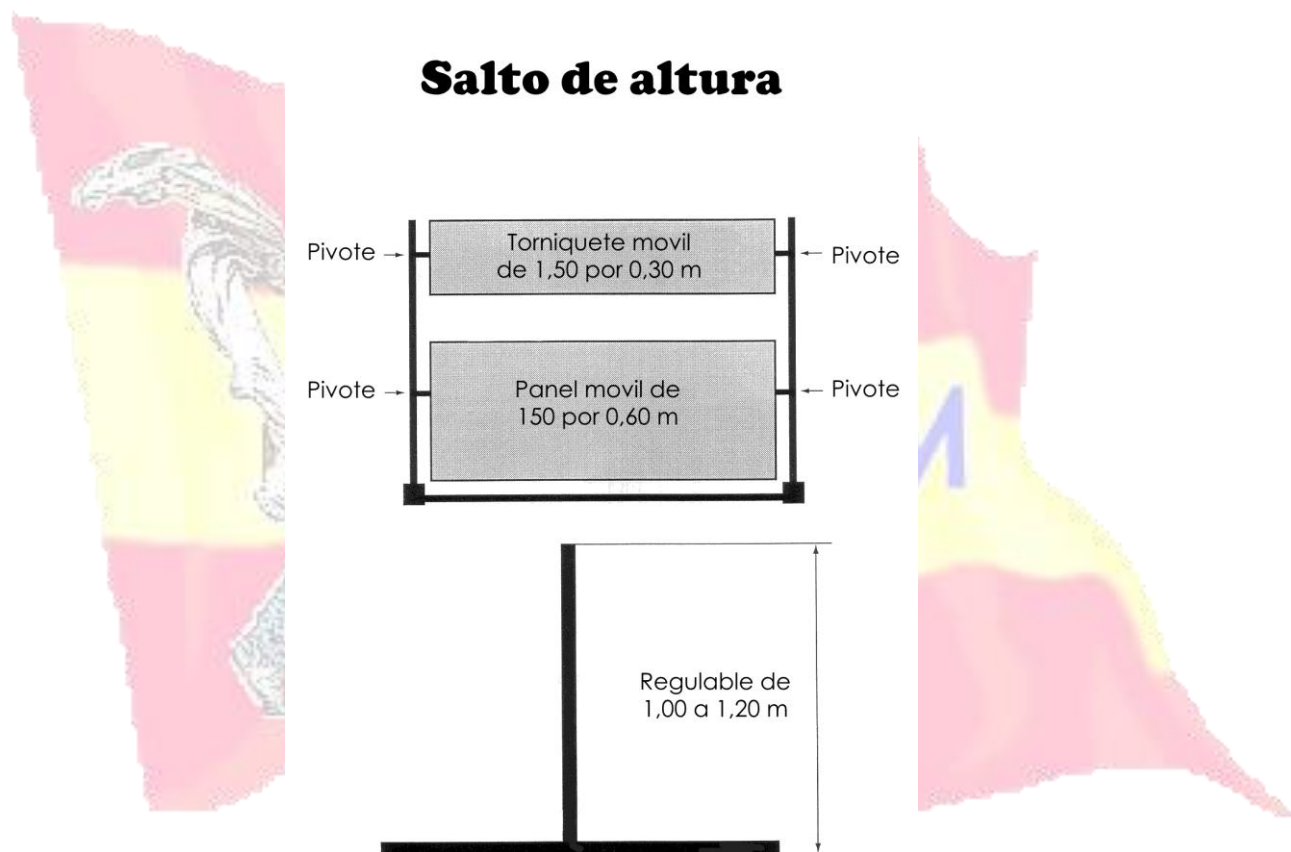 Salto de altura
Pivote
Torniquete movil
de 1,50 por 0,30 m
Pivote
Pivote
Panel movil de
150 por 0,60 m
Pivote
Regulable de
1,00 a 1,20 m